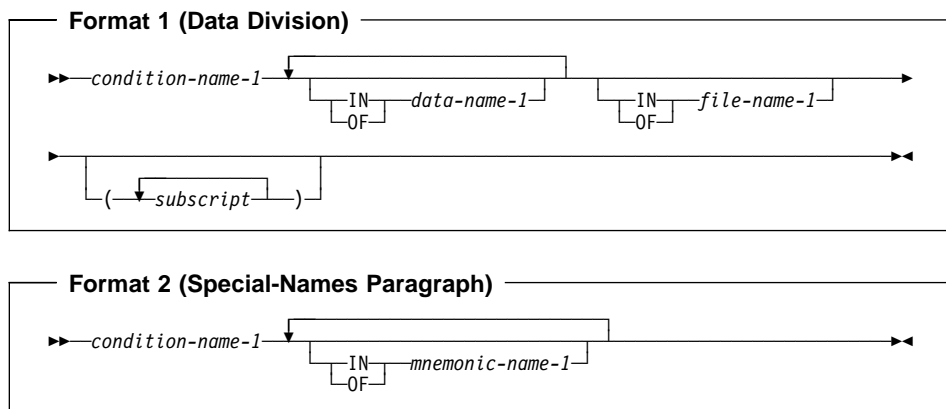 Format 1 (Data Division)
condition-name-1 IN data-name-1 IN file-name-1
OF OF
( subscript )
Format 2 (Special-Names Paragraph)
condition-name-1 IN mnemonic-name-1
OF